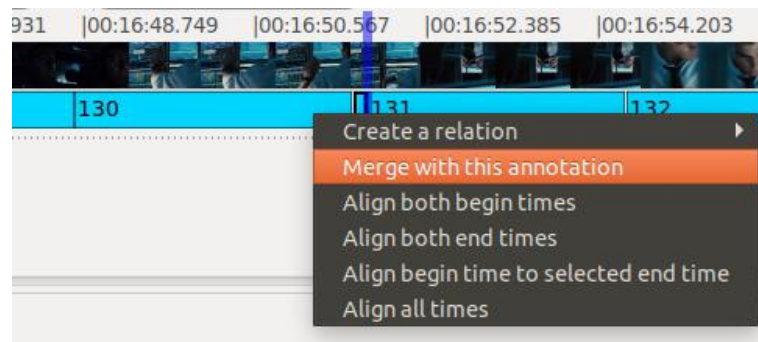 931 |00:16:48.749 |00:16:50.567 |00:16:52.385 |00:16:54.203
130 131 132
Create a relation
Merge with this annotation
Align both begin times
Align both end times
Align begin time to selected end time
Align all times